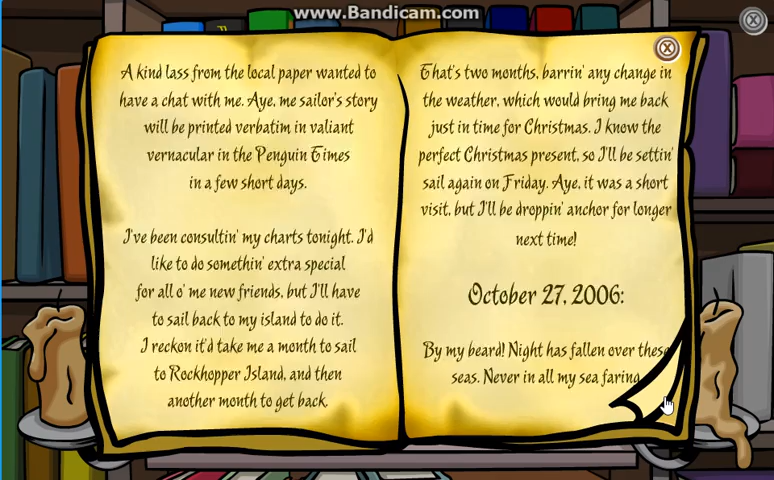 www.Bandicam.com
A kind lass from the local paper wanted to
have a chat with me. Aye, me sailor's story
will be printed verbatim in valiant
vernacular in the Penguin Times
in a few short days.
I've been consultin' my charts tonight. I'd
like to do somethin' extra special
for all o' me new friends, but I'll have
to sail back to my island to do it.
I reckon it'd take me a month to sail
to Rockhopper Island, and then
another month to get back.
That's two months, barrin' any change in
the weather, which would bring me back
just in time for Christmas. I know the
perfect Christmas present, so I'll be settin'
sail again on Friday. Aye, it was a short
visit, but I'll be droppin' anchor for longer
next time!
October 27, 2006:
By my beard! Night has fallen over these
seas. Never in all my sea faring